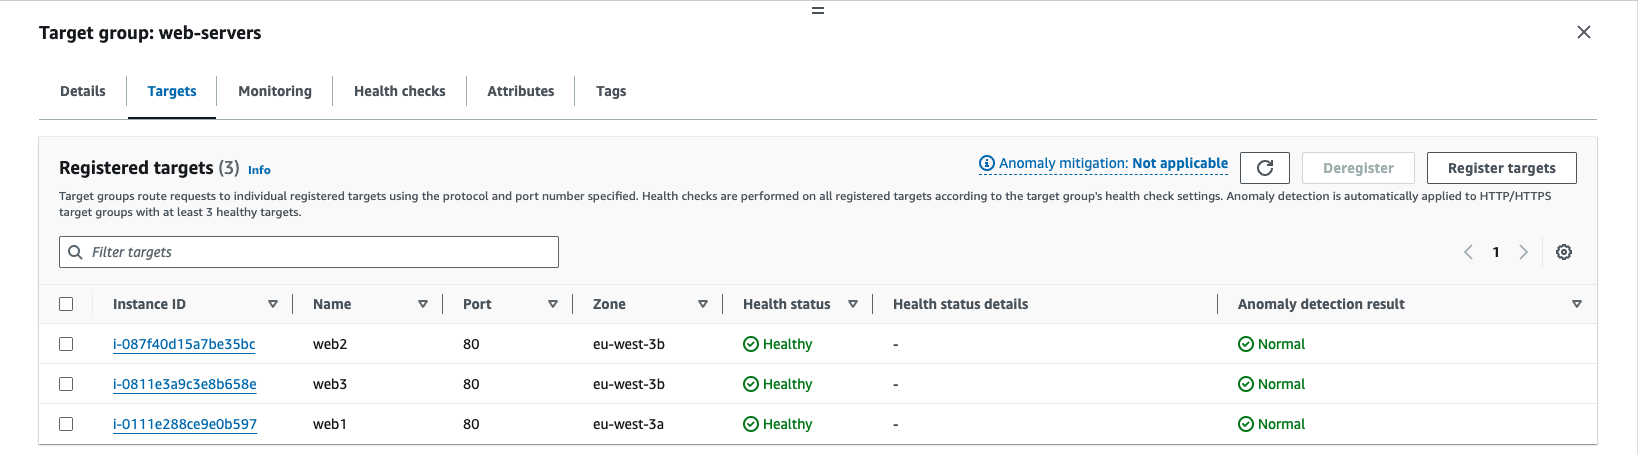 Target group: web-servers
Details Targets Monitoring Health checks Attributes Tags
Registered targets (3) Info Anomaly mitigation: Not applicable Deregister Register targets
Target groups route requests to individual registered targets using the protocol and port number specified. Health checks are performed on all registered targets according to the target group's health check settings. Anomaly detection is automatically applied to HTTP/HTTPS
target groups with at least 3 healthy targets.
Filter targets 1
Instance ID Name Port Zone Health status Health status details Anomaly detection result
i-087f40d15a7be35bc web2 80 eu-west-3b Healthy - Normal
i-0811e3a9c3e8b658e web3 80 eu-west-3b Healthy - Normal
i-0111e288ce9e0b597 web1 80 eu-west-3a Healthy - Normal